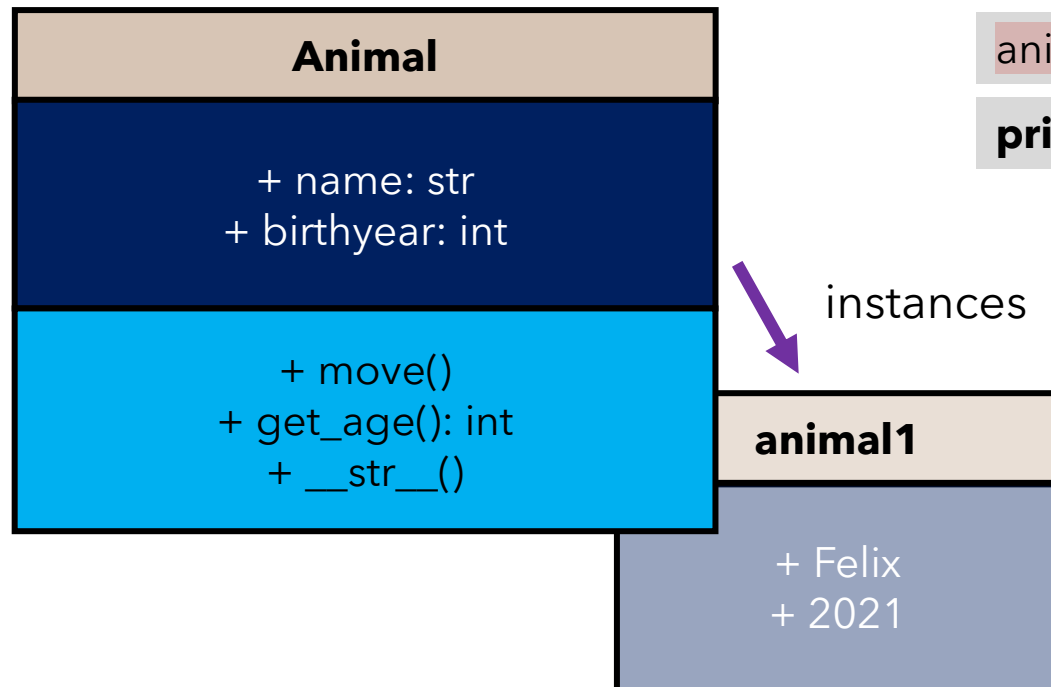 Animal
+ name: str
+ birthyear: int
+ move()
+ get_age(): int
+ __str__()
instances
animal1
+ Felix
+ 2021